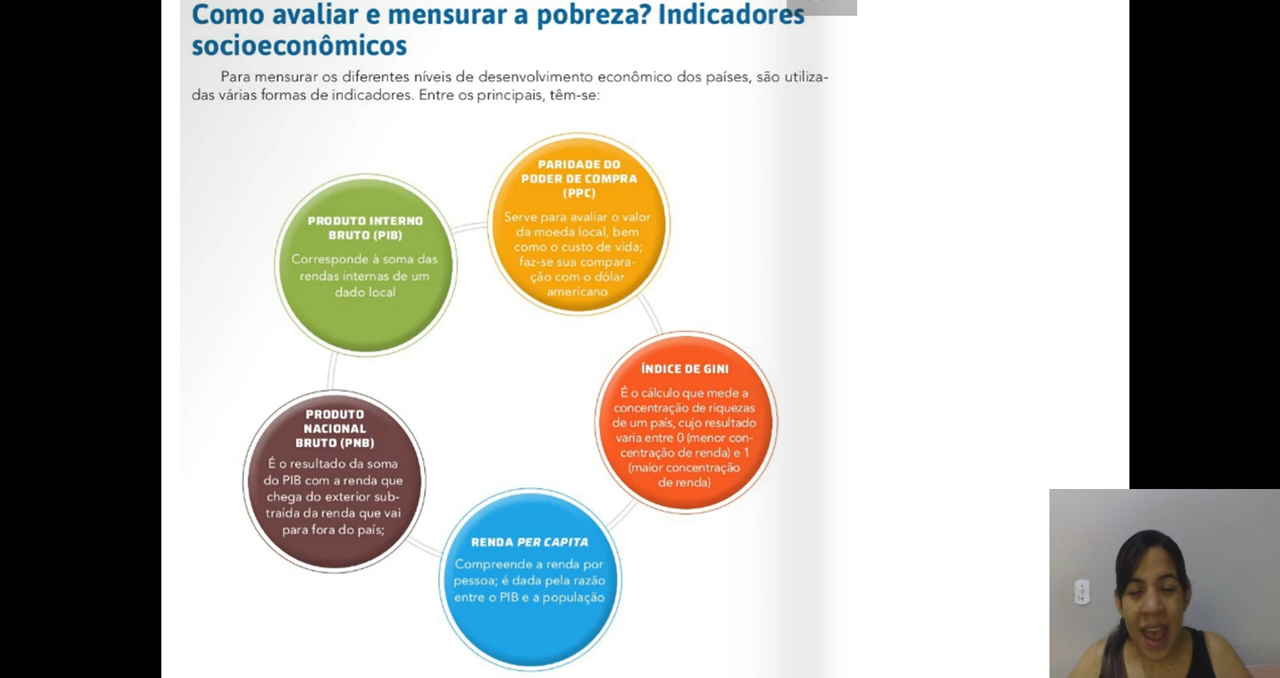 Como avaliar e mensurar a pobreza? Indicadores
socioeconômicos
Para mensurar os diferentes níveis de desenvolvimento econômico dos países, são utiliza-
das várias formas de indicadores. Entre os principais, têm-se:
PARIDADE DO
PODER DE COMPRA
(PPC)
Serve para avaliar o valor
da moeda local, bem
como o custo de vida;
faz-se sua compara-
ção com o dólar
americano
PRODUTO INTERNO
BRUTO (PIB)
Corresponde à soma das
rendas internas de um
dado local
ÍNDICE DE GINI
É o cálculo que mede a
concentração de riquezas
de um país, cujo resultado
varia entre 0 (menor con-
centração de renda) e 1
(maior concentração
de renda)
PRODUTO
NACIONAL
BRUTO (PNB)
É o resultado da soma
do PIB com a renda que
chega do exterior sub-
traída da renda que vai
para fora do país;
RENDA PER CAPITA
Compreende a renda por
pessoa; é dada pela razão
entre o PIB e a população